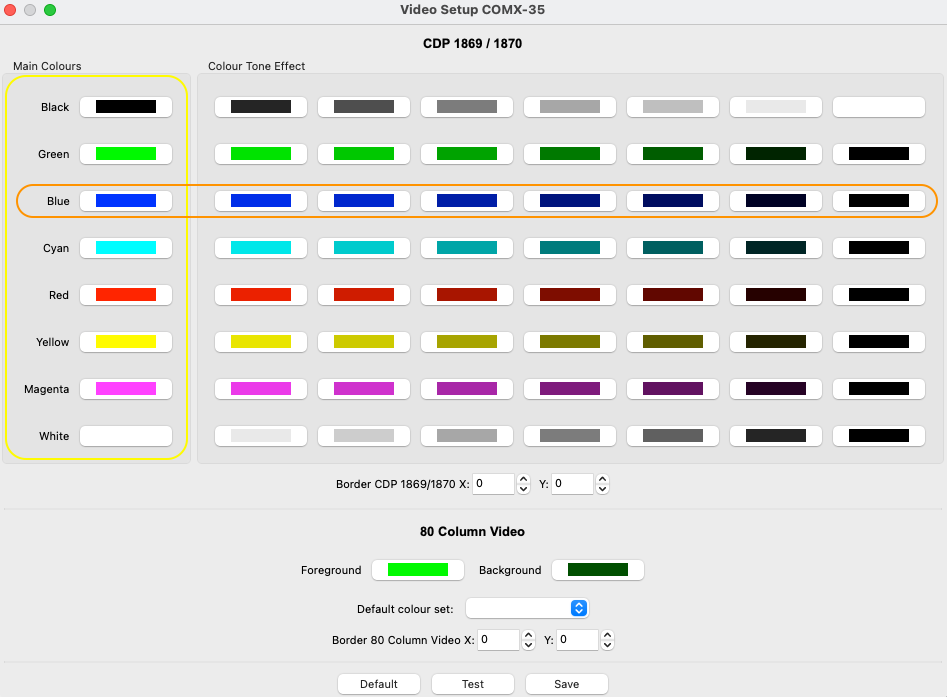 Video Setup COMX-35
CDP 1869 / 1870
Main Colours
Colour Tone Effect
Black
Green
Blue
Cyan
Red
Yellow
Magenta
White
Border CDP 1869/1870 X: 0 Y: 0
80 Column Video
Foreground Background
Default colour set:
Border 80 Column Video X: 0 Y: 0
Default Test Save